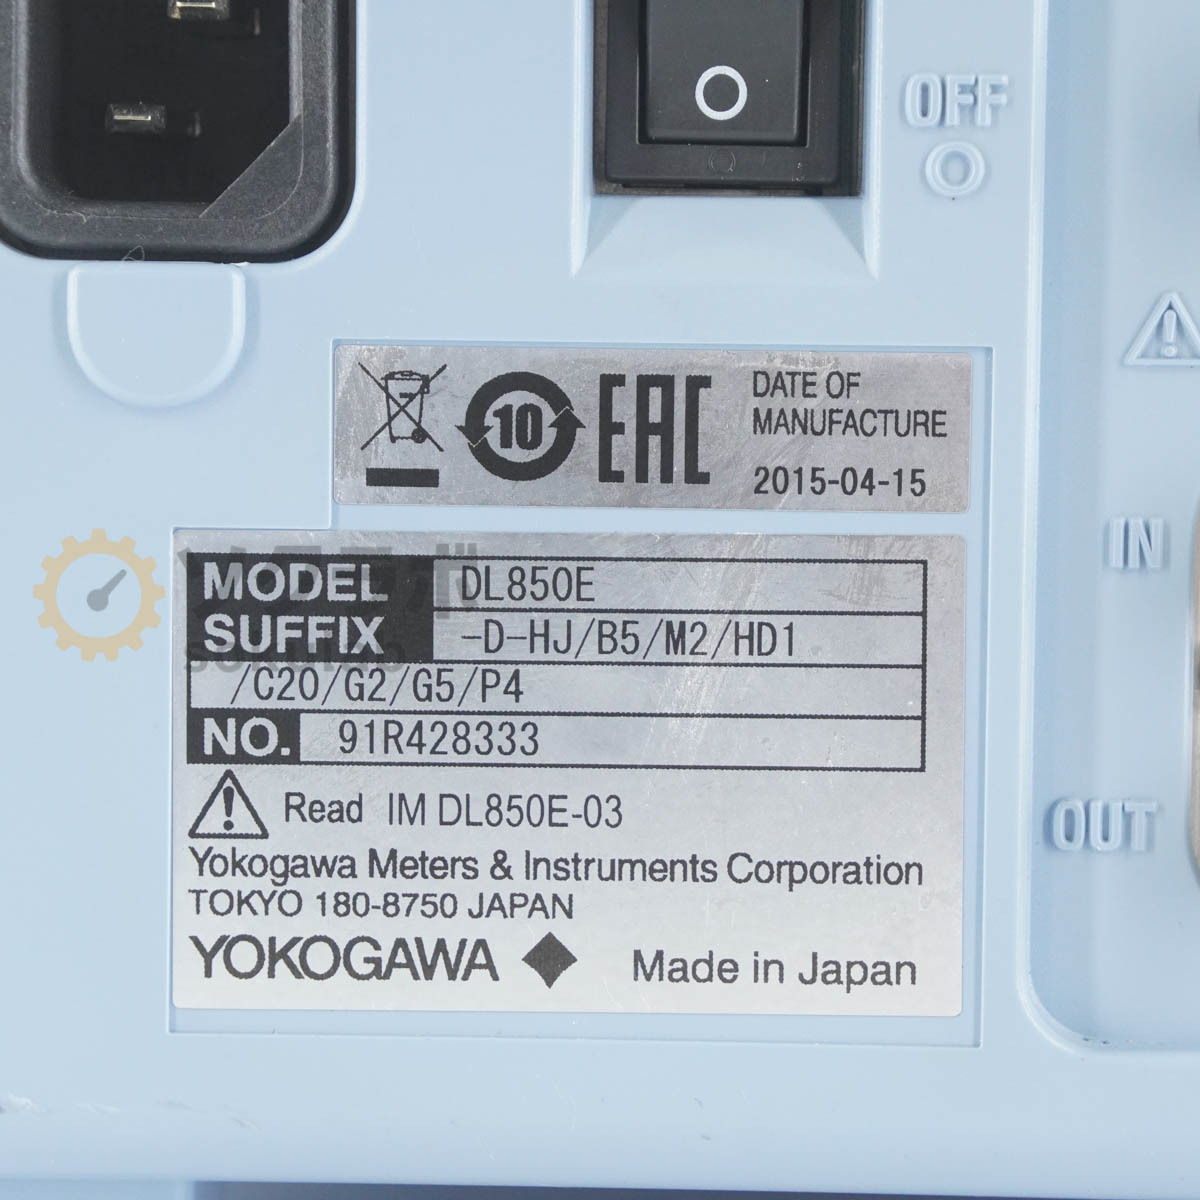 OFF
10
EAC
DATE OF
MANUFACTURE
2015-04-15
IN
MODEL DL850E
SUFFIX -D-HJ/B5/M2/HD1
/C20/G2/G5/P4
NO. 91R428333
Read IM DL850E-03
OUT
Yokogawa Meters & Instruments Corporation
TOKYO 180-8750 JAPAN
YOKOGAWA
Made in Japan